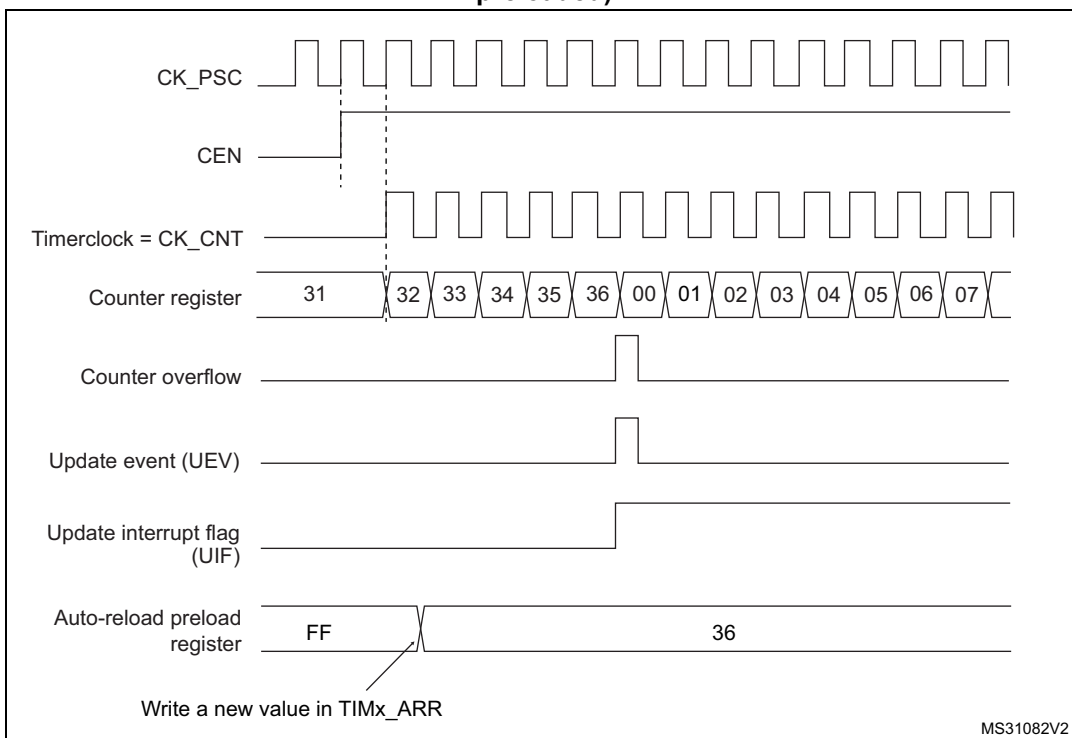 preloaded)
CK_PSC
CEN
Timerclock = CK_CNT
Counter register
31 32 33 34 35 36 00 01 02 03 04 05 06 07
Counter overflow
Update event (UEV)
Update interrupt flag
(UIF)
Auto-reload preload
register
FF 36
Write a new value in TIMx_ARR
MS31082V2